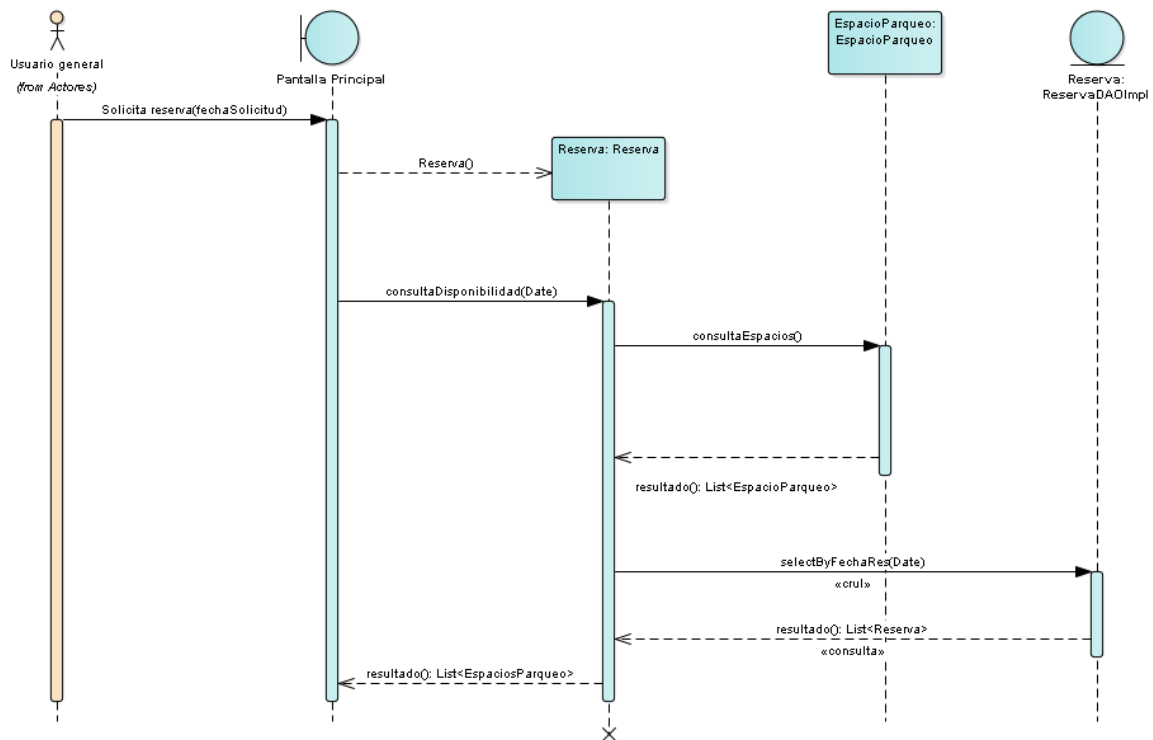 EspacioParqueo:
EspacioParqueo
Usuario general
(from Actores)
Pantalla Principal
Reserva:
ReservaDAOImpl
Solicita reserva(fechaSolicitud)
Reserva: Reserva
Reserva()
consultaDisponibilidad(Date)
consultaEspacios()
resultado(): List<EspacioParqueo>
selectByFechaRes(Date)
«crul»
resultado(): List<Reserva>
«consulta»
resultado(): List<EspaciosParqueo>